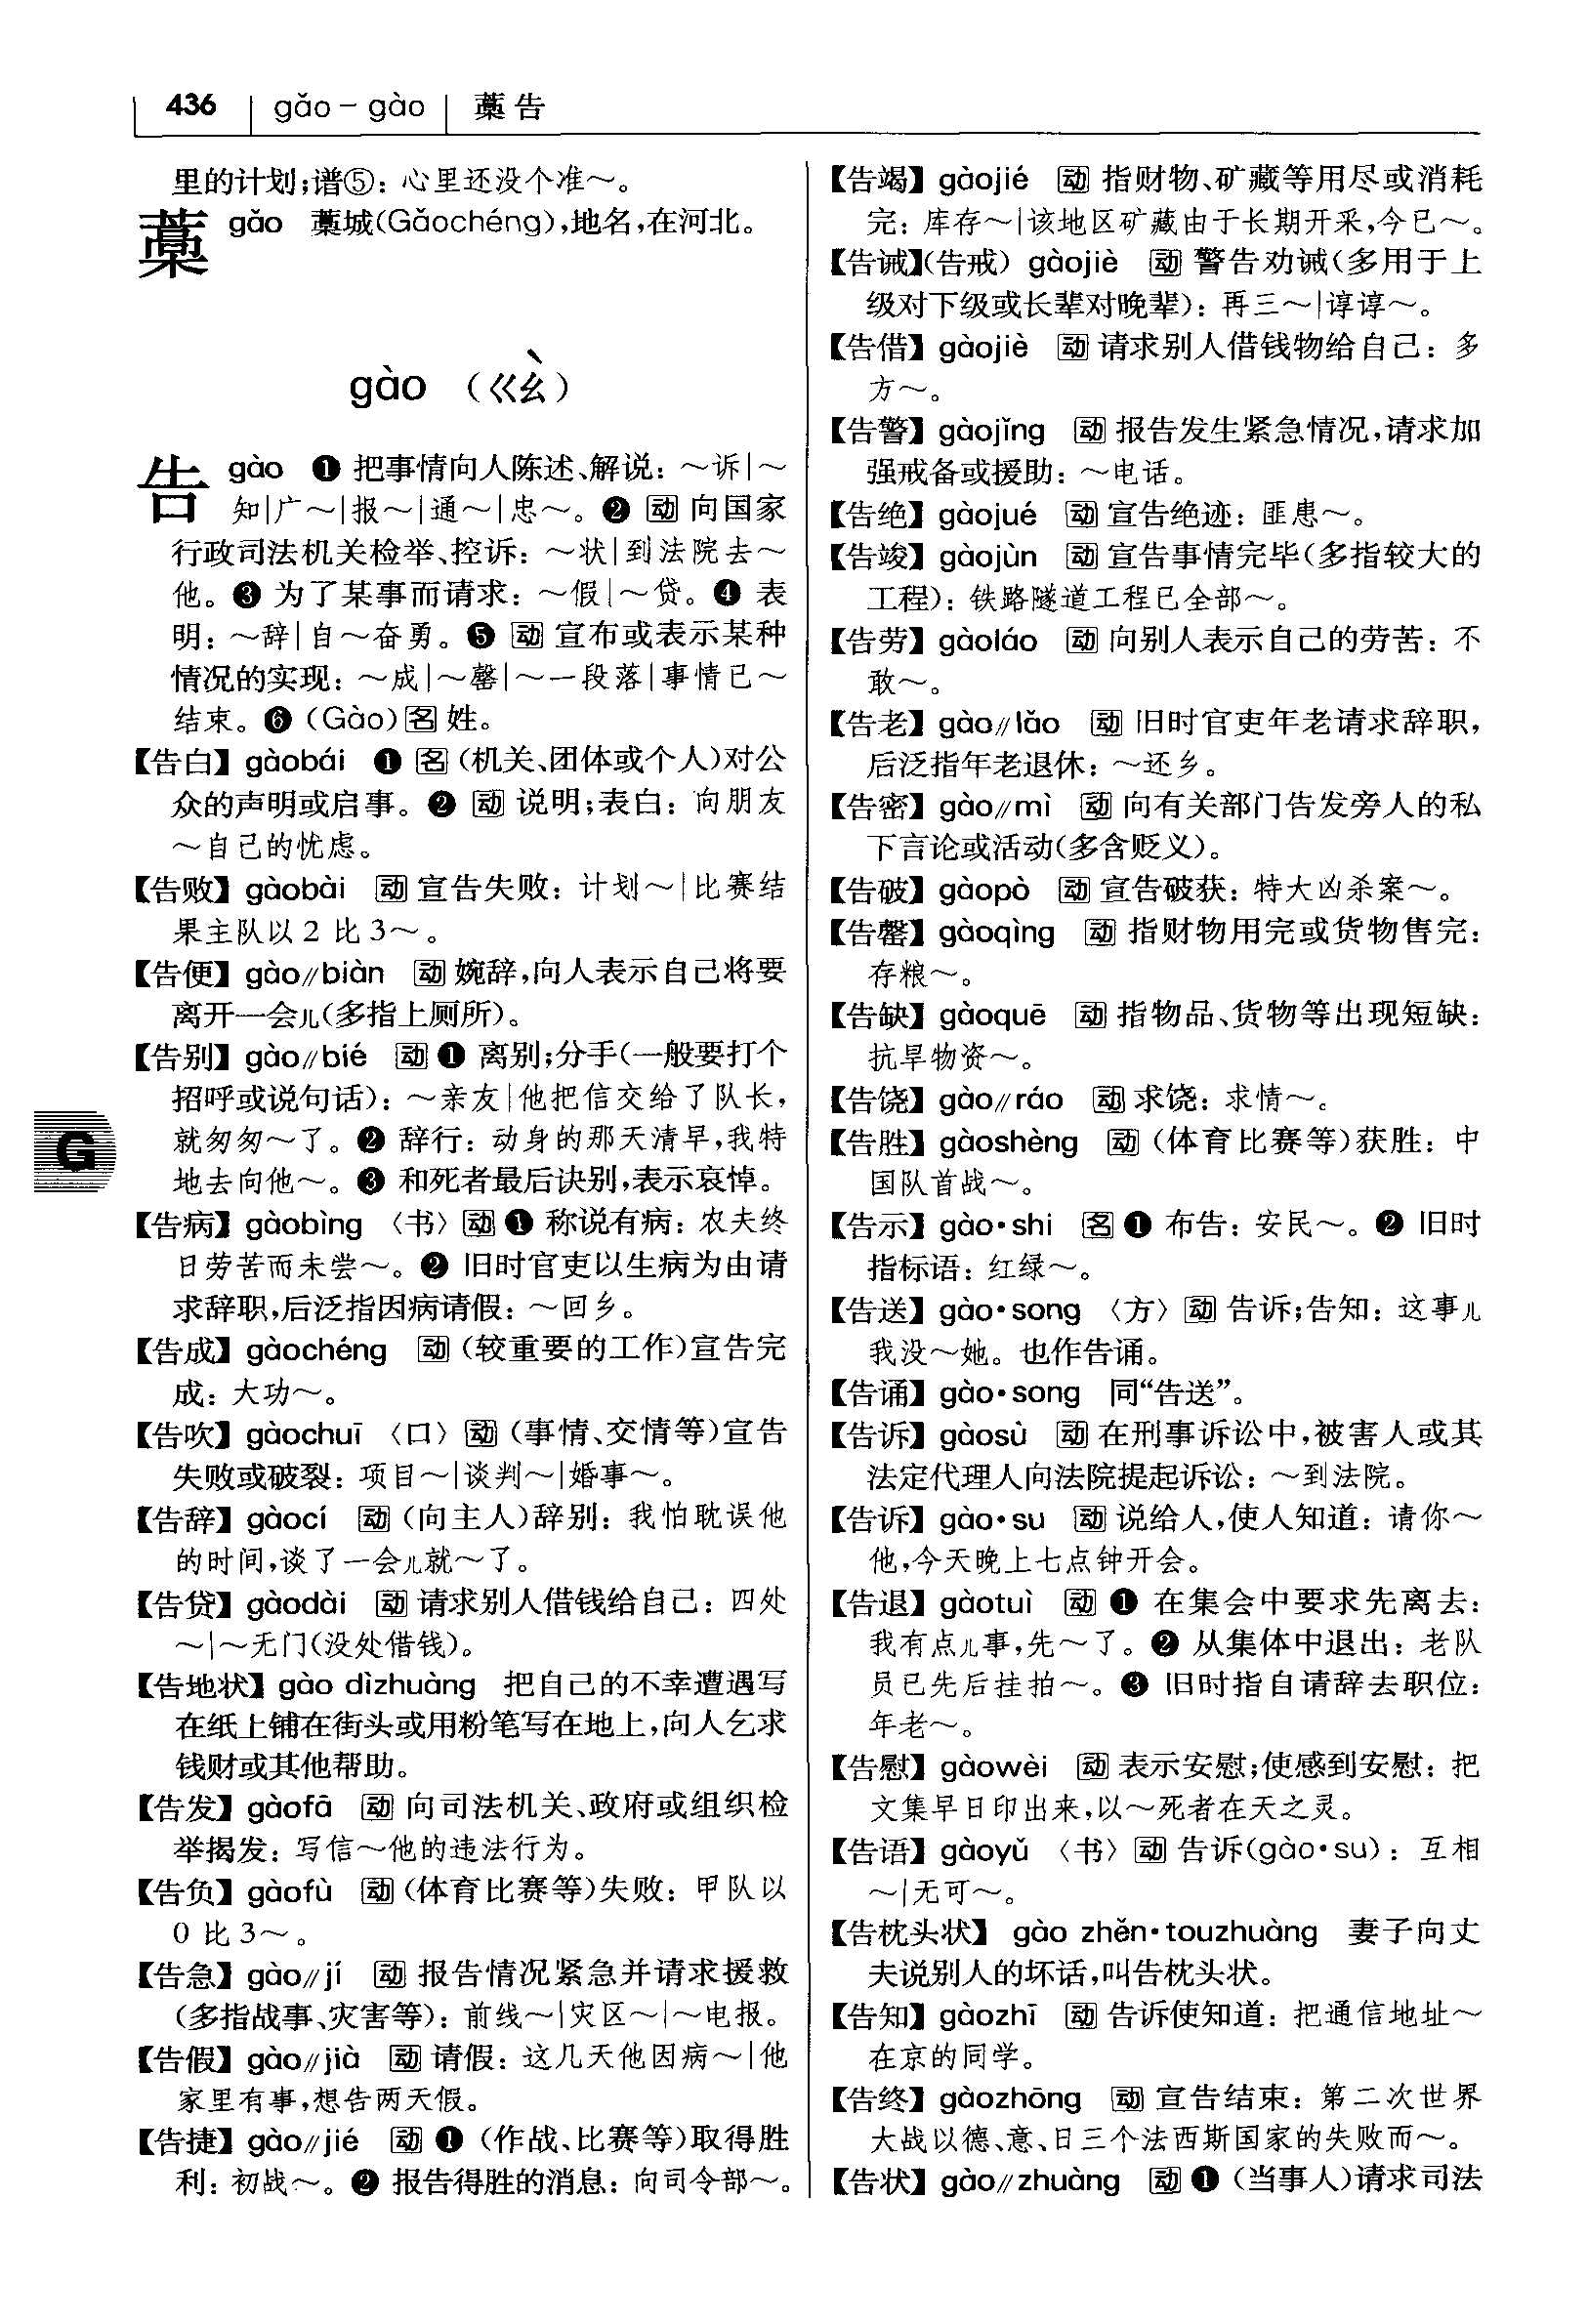 436 gǎo – gào 藁告
里的计划;谱⑤:心里还没个准~。
藁 gǎo 藁城(Gǎochéng),地名,在河北。
gào (ㄍㄠˋ)
告 gào ❶ 把事情向人陈述、解说:~诉|~
知|广~|报~|通~|忠~。❷ 动 向国家
行政司法机关检举、控诉:~状|到法院去~
他。❸ 为了某事而请求:~假|~贷。❹ 表
明:~辞|自~奋勇。❺ 动 宣布或表示某种
情况的实现:~成|~罄|~一段落|事情已~
结束。❻ (Gào) 名 姓。
【告白】gàobái ❶ 名 (机关、团体或个人)对公
众的声明或启事。❷ 动 说明;表白:向朋友
~自己的忧虑。
【告败】gàobài 动 宣告失败:计划~|比赛结
果主队以2比3~。
【告便】gào∥biàn 动 婉辞,向人表示自己将要
离开一会儿(多指上厕所)。
【告别】gào∥bié 动 ❶ 离别;分手(一般要打个
招呼或说句话):~亲友|他把信交给了队长,
就匆匆~了。❷ 辞行:动身的那天清早,我特
地去向他~。❸ 和死者最后诀别,表示哀悼。
【告病】gàobìng 〈书〉动 ❶ 称说有病:农夫终
日劳苦而未尝~。❷ 旧时官吏以生病为由请
求辞职,后泛指因病请假:~回乡。
【告成】gàochéng 动 (较重要的工作)宣告完
成:大功~。
【告吹】gàochuī 〈口〉动 (事情、交情等)宣告
失败或破裂:项目~|谈判~|婚事~。
【告辞】gàocí 动 (向主人)辞别:我怕耽误他
的时间,谈了一会儿就~了。
【告贷】gàodài 动 请求别人借钱给自己:四处
~|~无门(没处借钱)。
【告地状】gào dìzhuàng 把自己的不幸遭遇写
在纸上铺在街头或用粉笔写在地上,向人乞求
钱财或其他帮助。
【告发】gàofā 动 向司法机关、政府或组织检
举揭发:写信~他的违法行为。
【告负】gàofù 动 (体育比赛等)失败:甲队以
0比3~。
【告急】gào∥jí 动 报告情况紧急并请求援救
(多指战事、灾害等):前线~|灾区~|~电报。
【告假】gào∥jià 动 请假:这几天他因病~|他
家里有事,想告两天假。
【告捷】gào∥jié 动 ❶ (作战、比赛等)取得胜
利:初战~。❷ 报告得胜的消息:向司令部~。
G
【告竭】gàojié 动 指财物、矿藏等用尽或消耗
完:库存~|该地区矿藏由于长期开采,今已~。
【告诫】(告戒) gàojiè 动 警告劝诫(多用于上
级对下级或长辈对晚辈):再三~|谆谆~。
【告借】gàojiè 动 请求别人借钱物给自己:多
方~。
【告警】gàojǐng 动 报告发生紧急情况,请求加
强戒备或援助:~电话。
【告绝】gàojué 动 宣告绝迹:匪患~。
【告竣】gàojùn 动 宣告事情完毕(多指较大的
工程):铁路隧道工程已全部~。
【告劳】gàoláo 动 向别人表示自己的劳苦:不
敢~。
【告老】gào∥lǎo 动 旧时官吏年老请求辞职,
后泛指年老退休:~还乡。
【告密】gào∥mì 动 向有关部门告发旁人的私
下言论或活动(多含贬义)。
【告破】gàopò 动 宣告破获:特大凶杀案~。
【告罄】gàoqìng 动 指财物用完或货物售完:
存粮~。
【告缺】gàoquē 动 指物品、货物等出现短缺:
抗旱物资~。
【告饶】gào∥ráo 动 求饶:求情~。
【告胜】gàoshèng 动 (体育比赛等)获胜:中
国队首战~。
【告示】gào·shi 名 ❶ 布告:安民~。❷ 旧时
指标语:红绿~。
【告送】gào·song 〈方〉动 告诉;告知:这事儿
我没~她。也作告诵。
【告诵】gào·song 同“告送”。
【告诉】gàosù 动 在刑事诉讼中,被害人或其
法定代理人向法院提起诉讼:~到法院。
【告诉】gào·su 动 说给人,使人知道:请你~
他,今天晚上七点钟开会。
【告退】gàotuì 动 ❶ 在集会中要求先离去:
我有点儿事,先~了。❷ 从集体中退出:老队
员已先后挂拍~。❸ 旧时指自请辞去职位:
年老~。
【告慰】gàowèi 动 表示安慰;使感到安慰:把
文集早日印出来,以~死者在天之灵。
【告语】gàoyǔ 〈书〉动 告诉(gào·su):互相
~|无可~。
【告枕头状】 gào zhěn·touzhuàng 妻子向丈
夫说别人的坏话,叫告枕头状。
【告知】gàozhī 动 告诉使知道:把通信地址~
在京的同学。
【告终】gàozhōng 动 宣告结束:第二次世界
大战以德、意、日三个法西斯国家的失败而~。
【告状】gào∥zhuàng 动 ❶ (当事人)请求司法